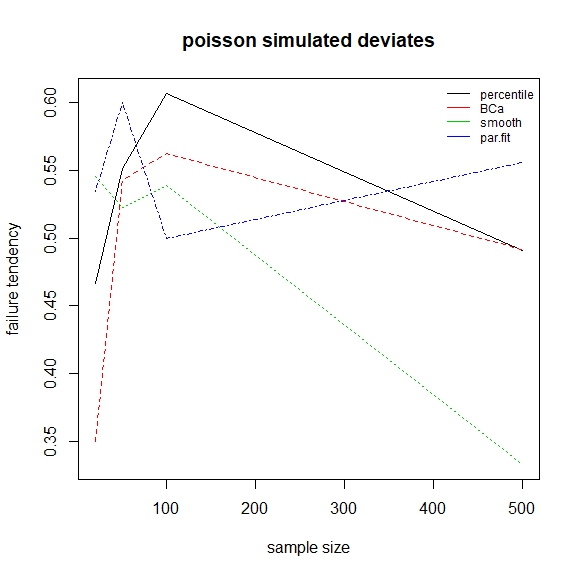 poisson simulated deviates
percentile
BCa
smooth
par.fit
failure tendency
0.60
0.55
0.50
0.45
0.40
0.35
100
200
300
400
500
sample size